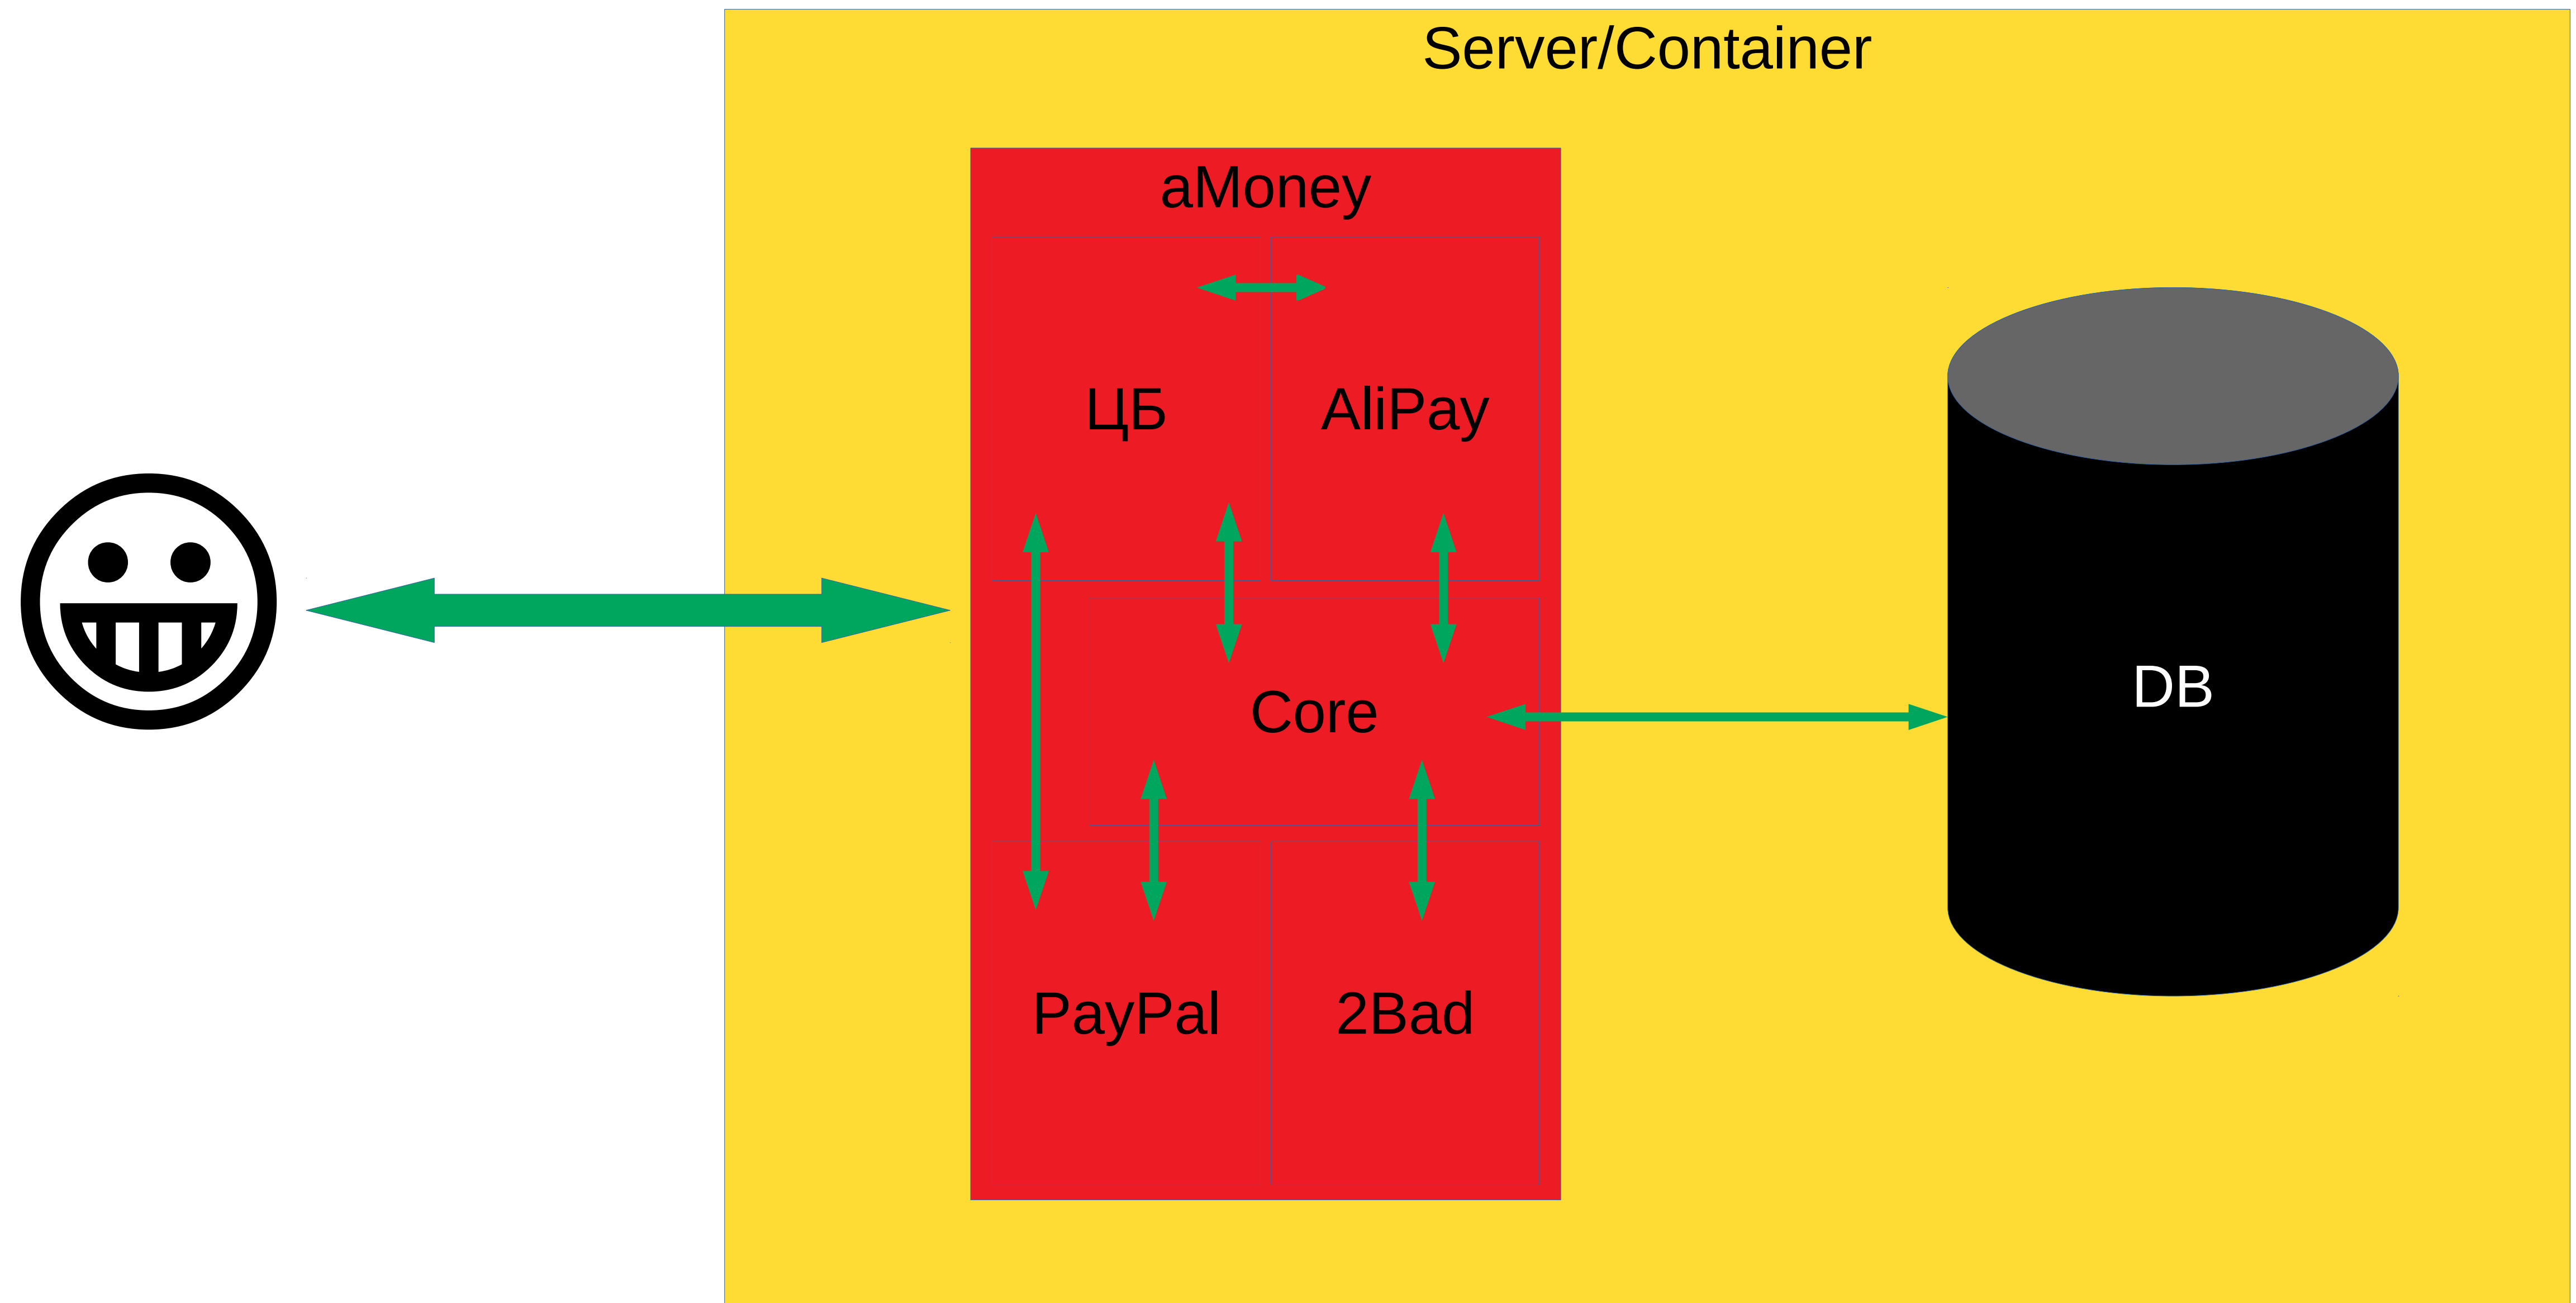 Server/Container
aMoney
ЦБ
AliPay
Core
DB
PayPal
2Bad